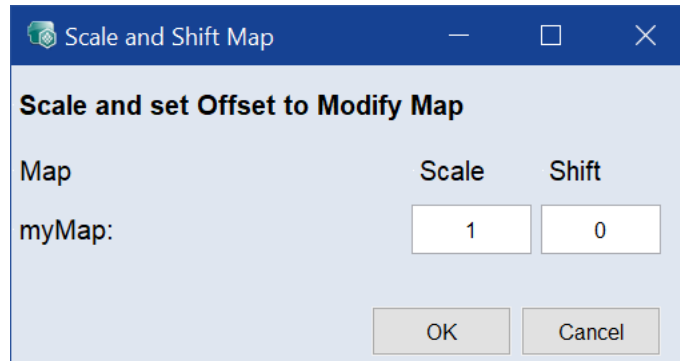 Scale and Shift Map
Scale and set Offset to Modify Map
Map Scale Shift
myMap: 1 0
OK Cancel